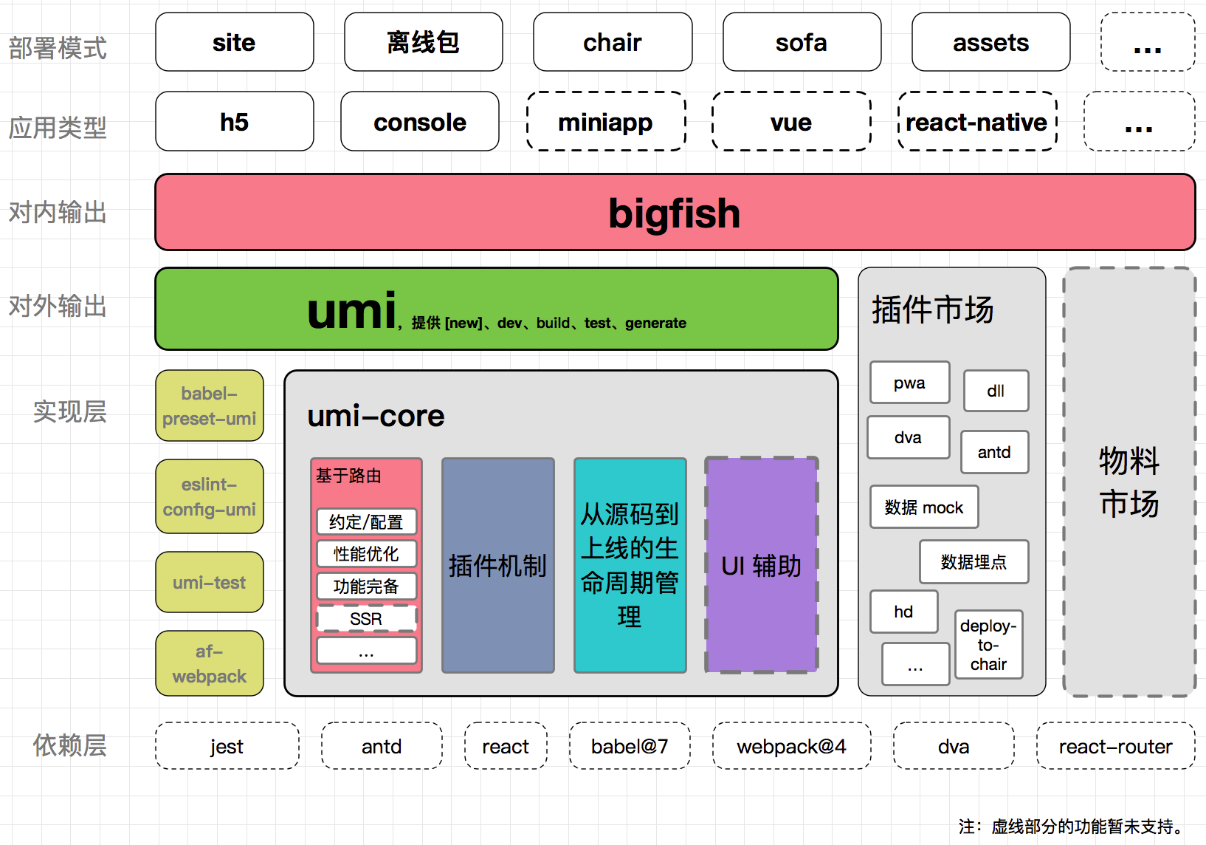 部署模式
site
离线包
chair
sofa
assets
...
应用类型
h5
console
miniapp
vue
react-native
...
对内输出
bigfish
对外输出
umi，提供 [new]、dev、build、test、generate
实现层
babel-
preset-umi
eslint-
config-umi
umi-test
af-
webpack
umi-core
基于路由
约定/配置
性能优化
功能完备
SSR
...
插件机制
从源码到
上线的生
命周期管
理
UI 辅助
插件市场
pwa
dll
dva
antd
数据 mock
数据埋点
hd
deploy-
to-
chair
...
物料
市场
依赖层
jest
antd
react
babel@7
webpack@4
dva
react-router
注：虚线部分的功能暂未支持。